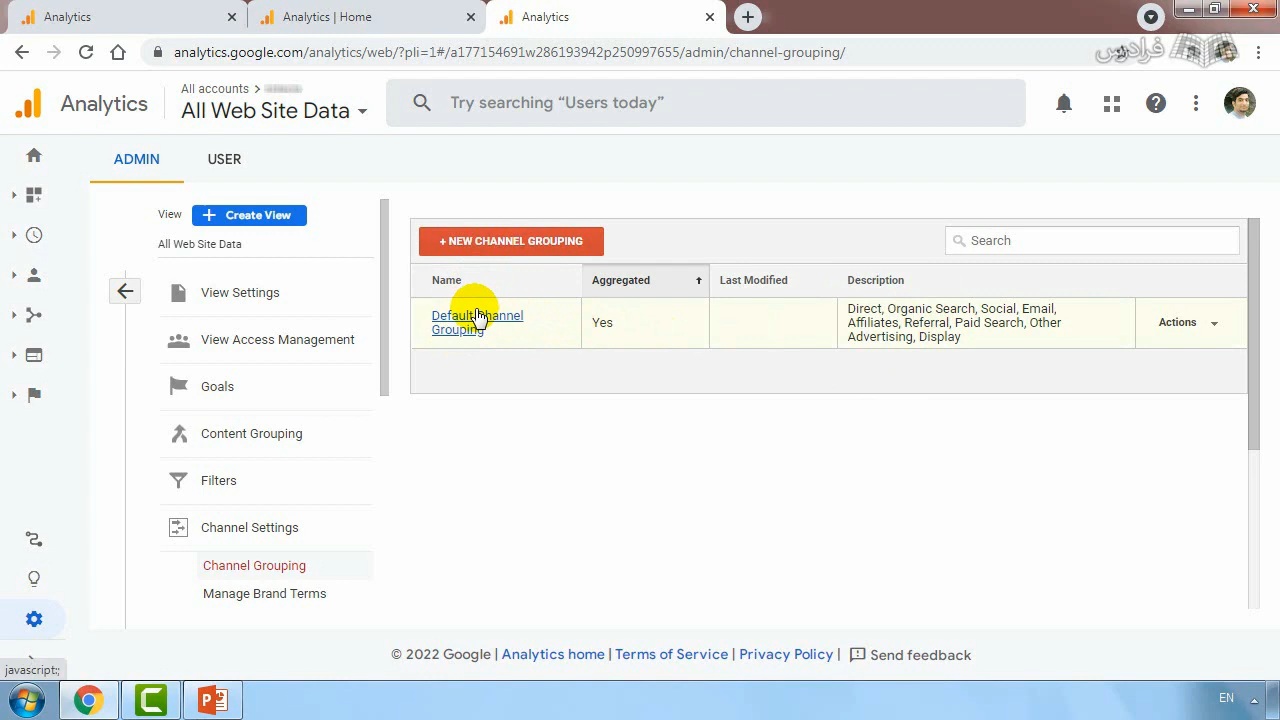 Analytics
Analytics | Home
Analytics
analytics.google.com/analytics/web/?pli=1#/a177154691w286193942p250997655/admin/channel-grouping/
فرادرس
Analytics
All accounts >
All Web Site Data
Try searching “Users today”
ADMIN
USER
View
+ Create View
All Web Site Data
View Settings
View Access Management
Goals
Content Grouping
Filters
Channel Settings
Channel Grouping
Manage Brand Terms
+ NEW CHANNEL GROUPING
Search
Name
Aggregated
Last Modified
Description
Default Channel
Grouping
Yes
Direct, Organic Search, Social, Email,
Affiliates, Referral, Paid Search, Other
Advertising, Display
Actions
© 2022 Google | Analytics home | Terms of Service | Privacy Policy | Send feedback
javascript:;
EN